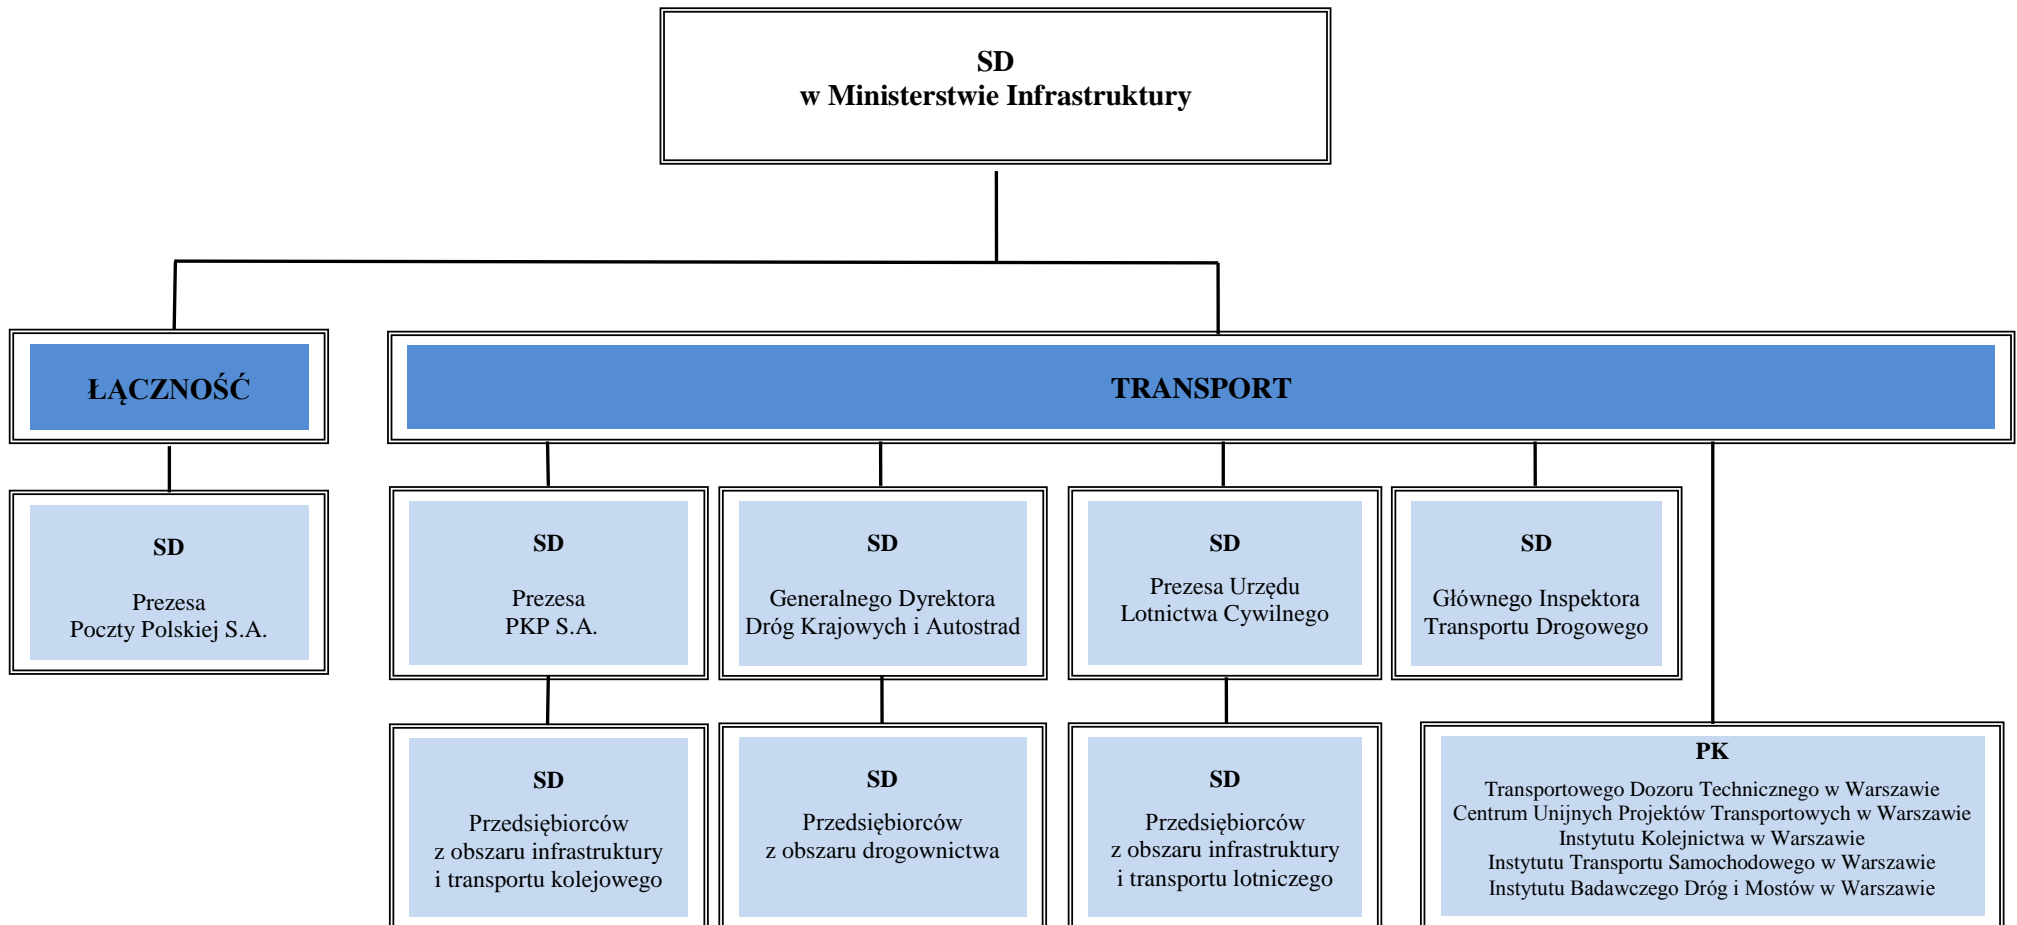 SD
w Ministerstwie Infrastruktury
ŁĄCZNOŚĆ
TRANSPORT
SD
Prezesa
Poczty Polskiej S.A.
SD
Prezesa
PKP S.A.
SD
Generalnego Dyrektora
Dróg Krajowych i Autostrad
SD
Prezesa Urzędu
Lotnictwa Cywilnego
SD
Głównego Inspektora
Transportu Drogowego
SD
Przedsiębiorców
z obszaru infrastruktury
i transportu kolejowego
SD
Przedsiębiorców
z obszaru drogownictwa
SD
Przedsiębiorców
z obszaru infrastruktury
i transportu lotniczego
PK
Transportowego Dozoru Technicznego w Warszawie
Centrum Unijnych Projektów Transportowych w Warszawie
Instytutu Kolejnictwa w Warszawie
Instytutu Transportu Samochodowego w Warszawie
Instytutu Badawczego Dróg i Mostów w Warszawie